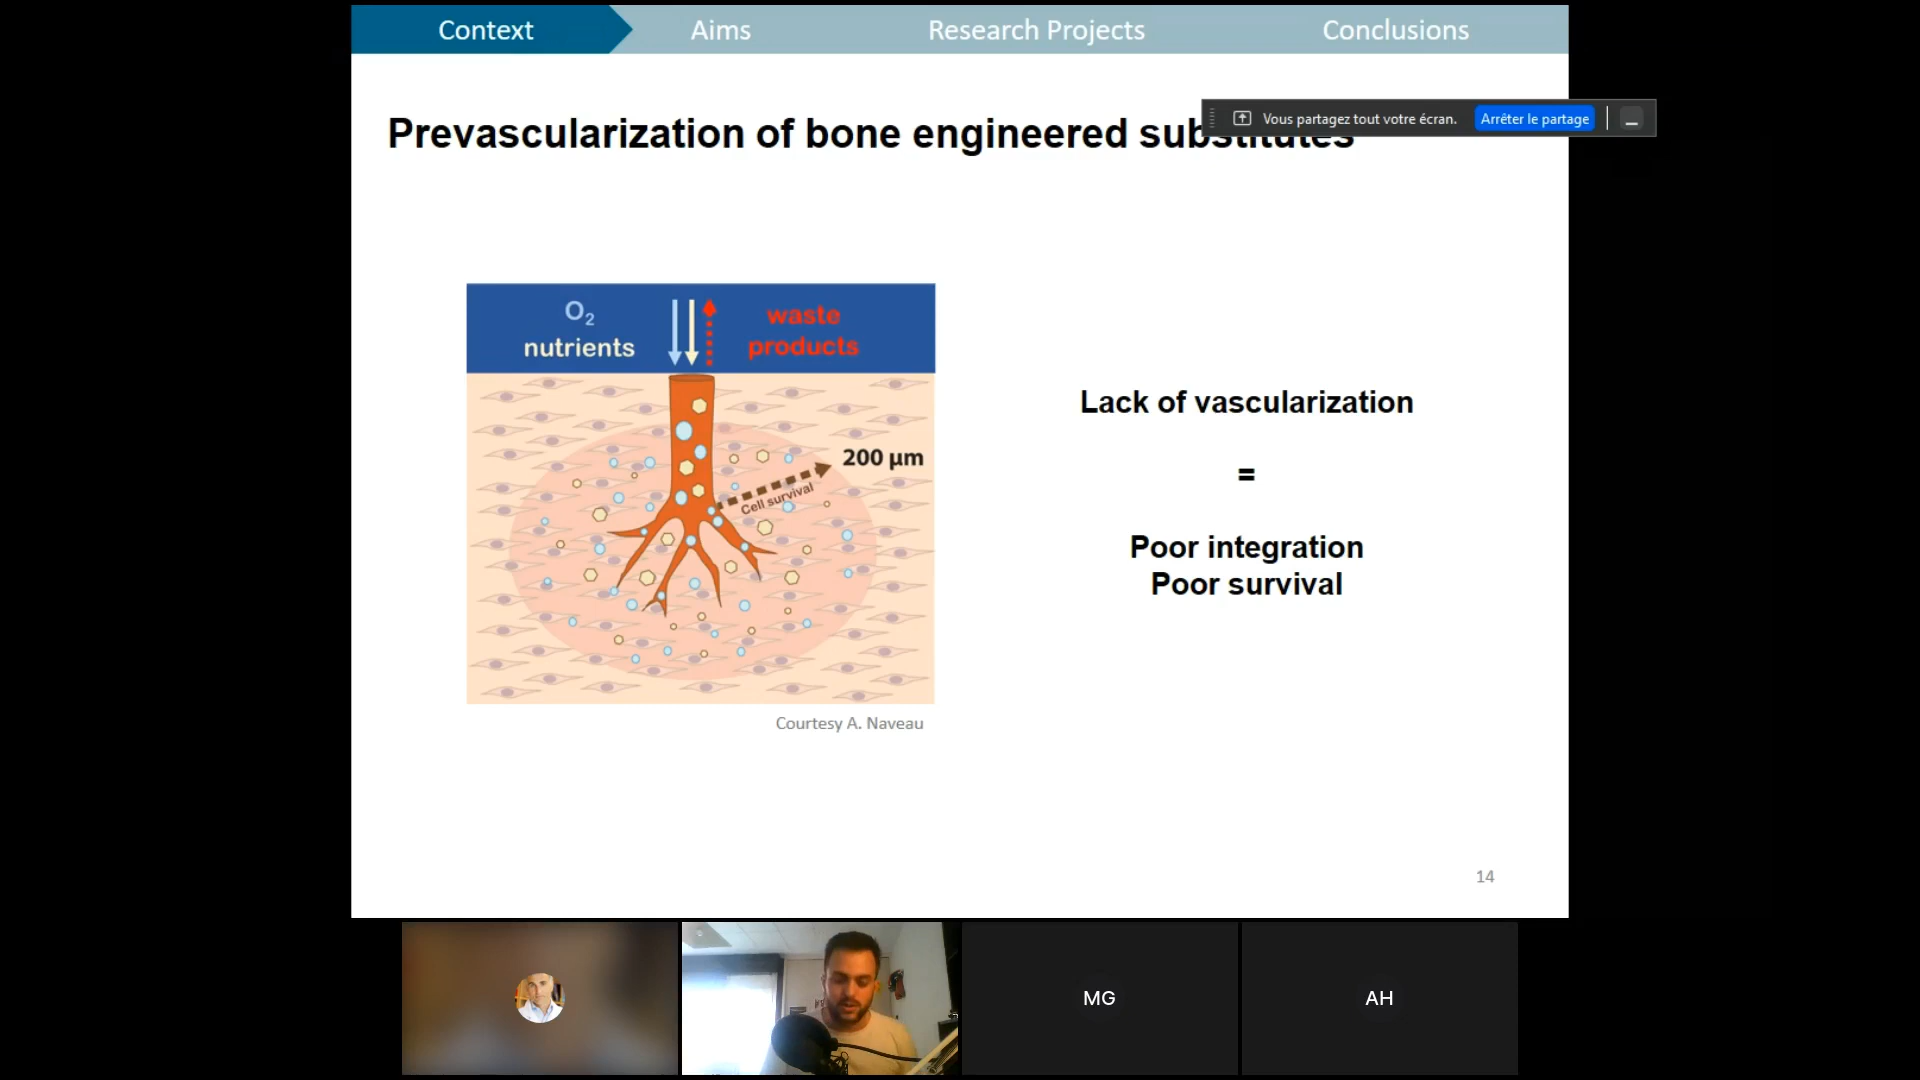 Context
Aims
Research Projects
Conclusions
Prevascularization of bone engineered substitutes
Vous partagez tout votre écran.
Arrêter le partage
O2
nutrients
waste
products
200 µm
Cell survival
Lack of vascularization
=
Poor integration
Poor survival
Courtesy A. Naveau
14
MG
AH